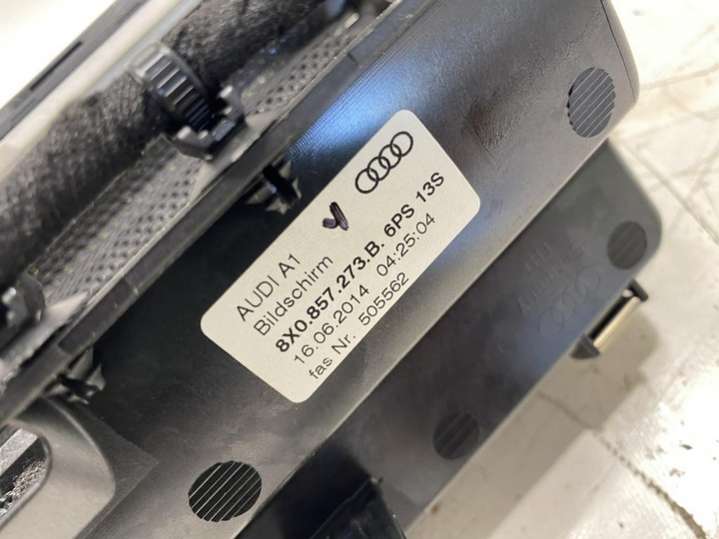 AUDI A1
Bildschirm
8X0.857.273.B. 6PS 13S
16.06.2014 04:25:04
fas Nr. 505562